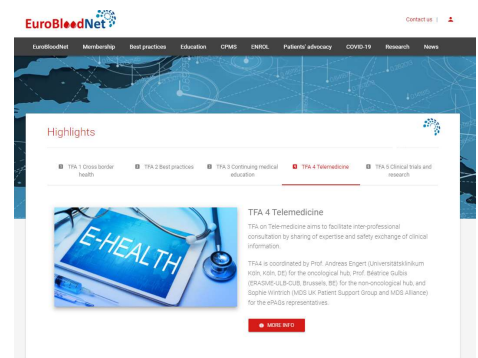 EuroBloodNet
Contact us |
EuroBloodNet Membership Best practices Education CPMS ENROL Patients' advocacy COVID-19 Research News
Highlights
TFA 1 Cross border
health
TFA 2 Best practices
TFA 3 Continuing medical
education
TFA 4 Telemedicine
TFA 5 Clinical trials and
research
E-HEALTH
TFA 4 Telemedicine
TFA on Tele-medicine aims to facilitate inter-professional
consultation by sharing of expertise and safety exchange of clinical
information.
TFA4 is coordinated by Prof. Andreas Engert (Universitätsklinikum
Köln, Köln, DE) for the oncological hub, Prof. Béatrice Gulbis
(ERASME-ULB-CUB, Brussels, BE) for the non-oncological hub, and
Sophie Wintrich (MDS UK Patient Support Group and MDS Alliance)
for the ePAGs representatives.
MORE INFO